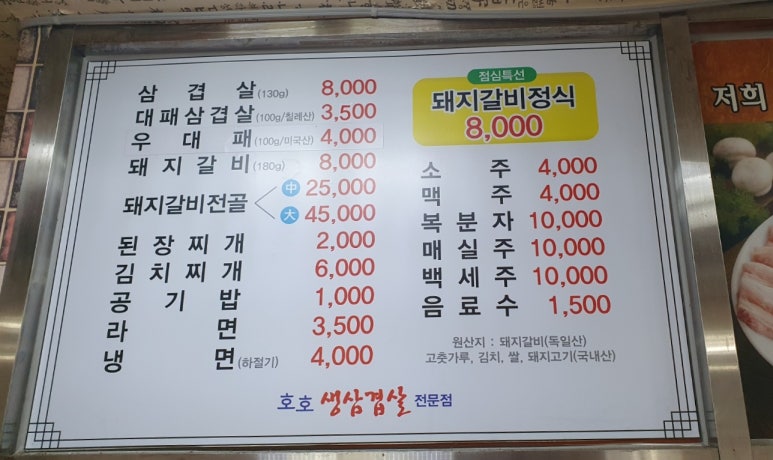 삼겹살(130g) 8,000
대패삼겹살(100g/칠레산) 3,500
우대패(100g/미국산) 4,000
돼지갈비(180g) 8,000
돼지갈비전골
中 25,000
大 45,000
된장찌개 2,000
김치찌개 6,000
공기밥 1,000
라면 3,500
냉면(하절기) 4,000
점심특선
돼지갈비정식
8,000
소주 4,000
맥주 4,000
복분자 10,000
매실주 10,000
백세주 10,000
음료수 1,500
원산지 : 돼지갈비(독일산)
고춧가루, 김치, 쌀, 돼지고기(국내산)
호호 생삼겹살 전문점
저희